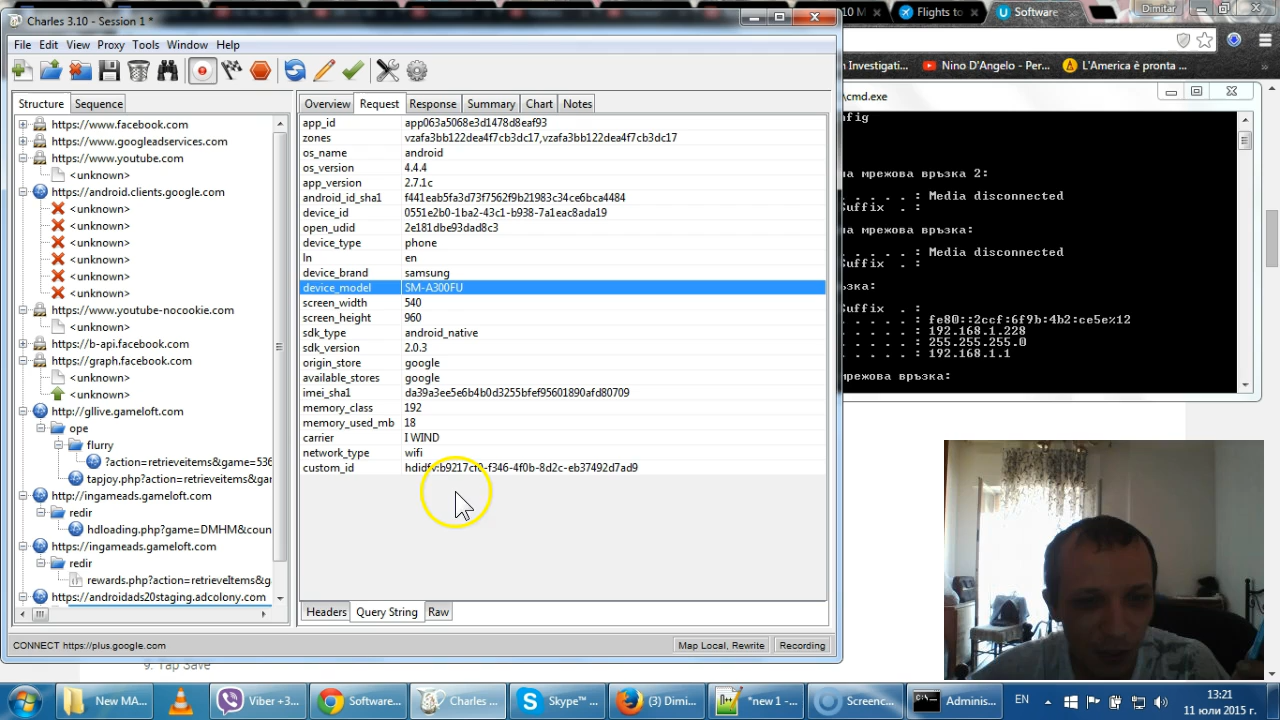 Charles 3.10 - Session 1 *
10 M
Flights to
Software
Dimitar
File Edit View Proxy Tools Window Help
n Investigati...
Nino D'Angelo - Per...
L'America è pronta ...
\cmd.exe
Structure
Sequence
Overview
Request
Response
Summary
Chart
Notes
https://www.facebook.com
https://www.googleadservices.com
https://www.youtube.com
<unknown>
https://android.clients.google.com
<unknown>
<unknown>
<unknown>
<unknown>
<unknown>
<unknown>
https://www.youtube-nocookie.com
<unknown>
https://b-api.facebook.com
https://graph.facebook.com
<unknown>
<unknown>
http://gllive.gameloft.com
ope
flurry
?action=retrieveitems&game=536
tapjoy.php?action=retrieveitems&ga
http://ingameads.gameloft.com
redir
hdloading.php?game=DMHM&coun
https://ingameads.gameloft.com
redir
rewards.php?action=retrieveItems&g
https://androidads20staging.adcolony.com
app_id app063a5068e3d1478d8eaf93
zones vzafa3bb122dea4f7cb3dc17,vzafa3bb122dea4f7cb3dc17
os_name android
os_version 4.4.4
app_version 2.7.1c
android_id_sha1 f441eab5fa3d73f7562f9b21983c34ce6bca4484
device_id 0551e2b0-1ba2-43c1-b938-7a1eac8ada19
open_udid 2e181dbe93dad8c3
device_type phone
ln en
device_brand samsung
device_model SM-A300FU
screen_width 540
screen_height 960
sdk_type android_native
sdk_version 2.0.3
origin_store google
available_stores google
imei_sha1 da39a3ee5e6b4b0d3255bfef95601890afd80709
memory_class 192
memory_used_mb 18
carrier I WIND
network_type wifi
custom_id hdidfv:b9217cf0-f346-4f0b-8d2c-eb37492d7ad9
Headers
Query String
Raw
nfig
на мрежова връзка 2:
. . . . . : Media disconnected
Suffix . :
на мрежова връзка:
. . . . . : Media disconnected
Suffix . :
ръзка:
Suffix . :
. . . . . : fe80::2ccf:6f9b:4b2:ce5e%12
. . . . . : 192.168.1.228
. . . . . : 255.255.255.0
. . . . . : 192.168.1.1
мрежова връзка:
CONNECT https://plus.google.com
Map Local, Rewrite
Recording
9. Tap Save
New MA...
Viber +3...
Software...
Charles ...
Skype™ ...
(3) Dimi...
*new 1 -...
Screenc...
Adminis...
EN
13:21
11 юли 2015 г.